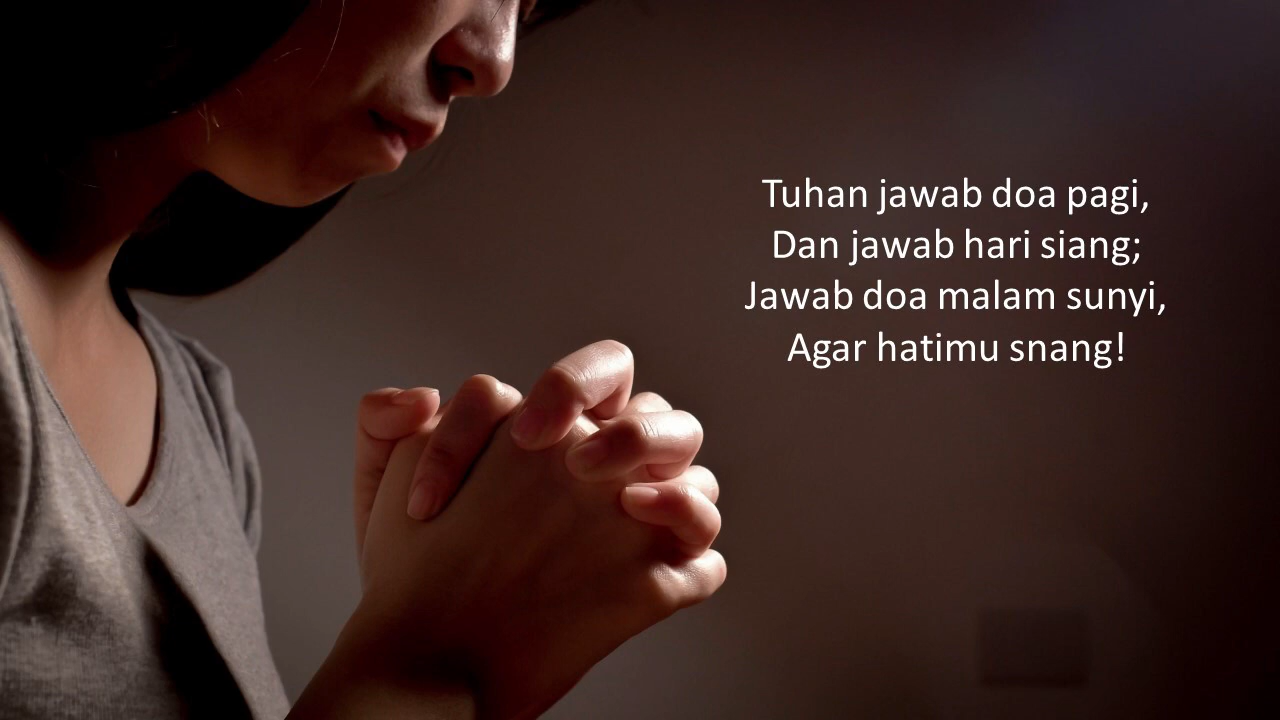 Tuhan jawab doa pagi,
Dan jawab hari siang;
Jawab doa malam sunyi,
Agar hatimu snang!